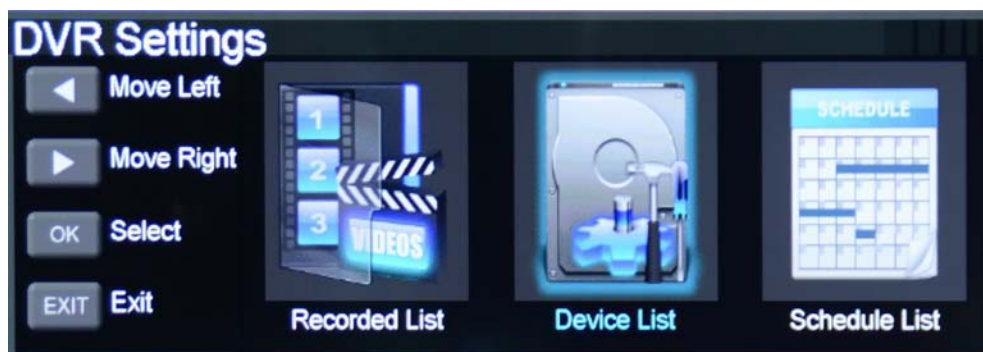 DVR Settings
Move Left
Move Right
OK Select
EXIT Exit
1
2
3
VIDEOS
Recorded List
Device List
SCHEDULE
Schedule List